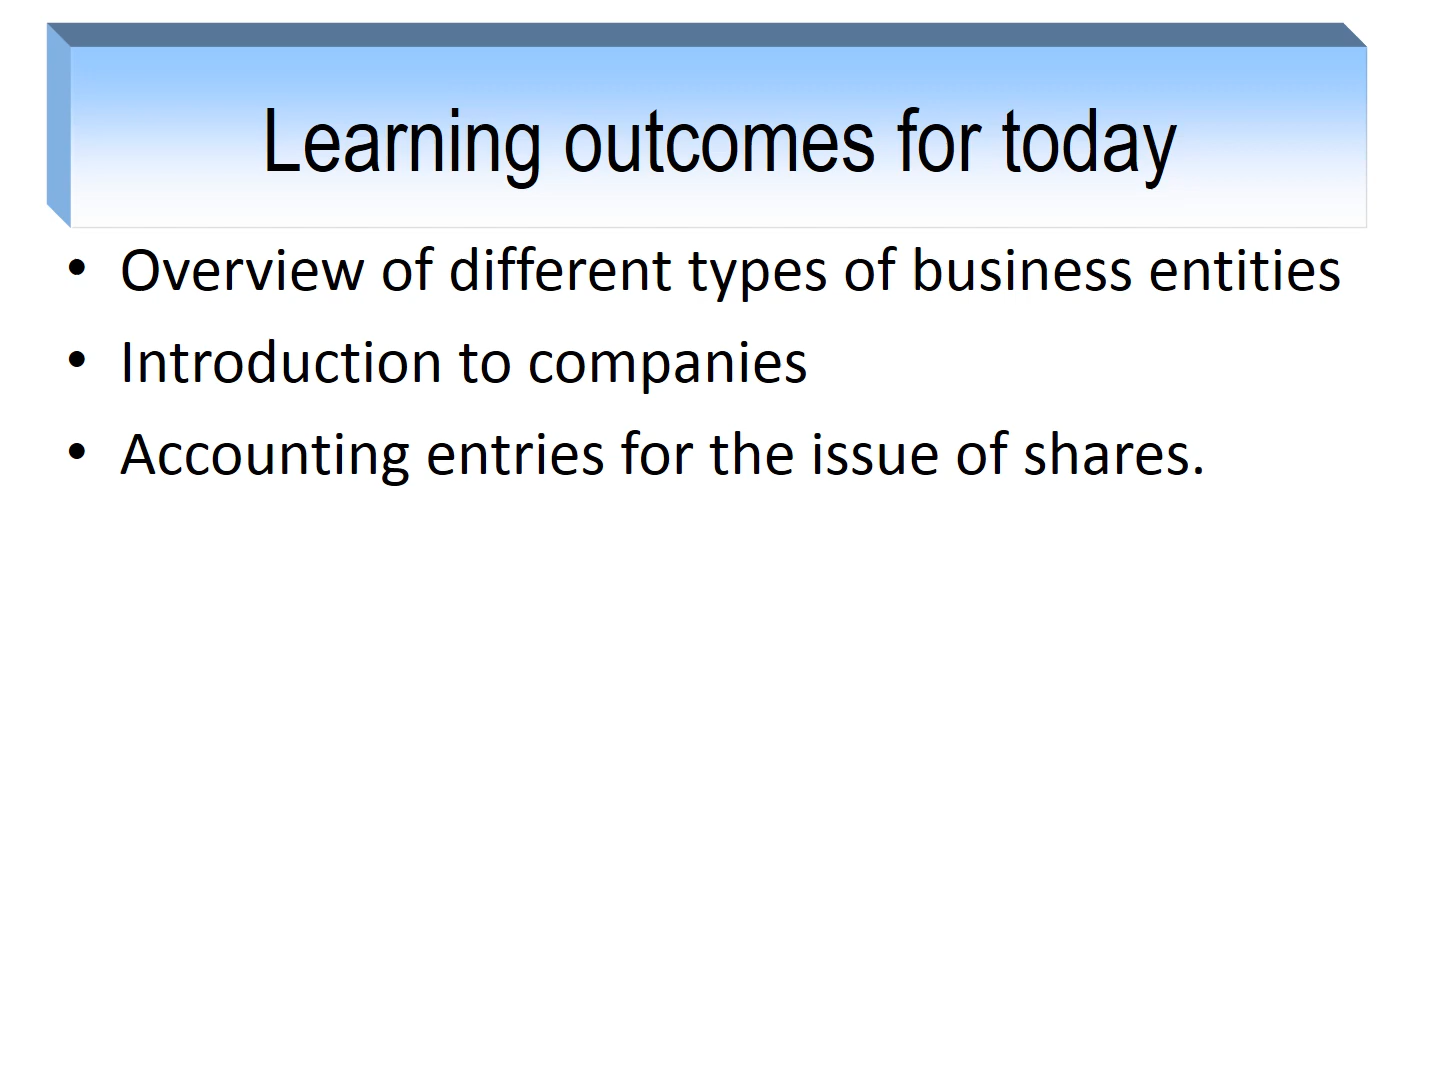 Learning outcomes for today
• Overview of different types of business entities
• Introduction to companies
• Accounting entries for the issue of shares.